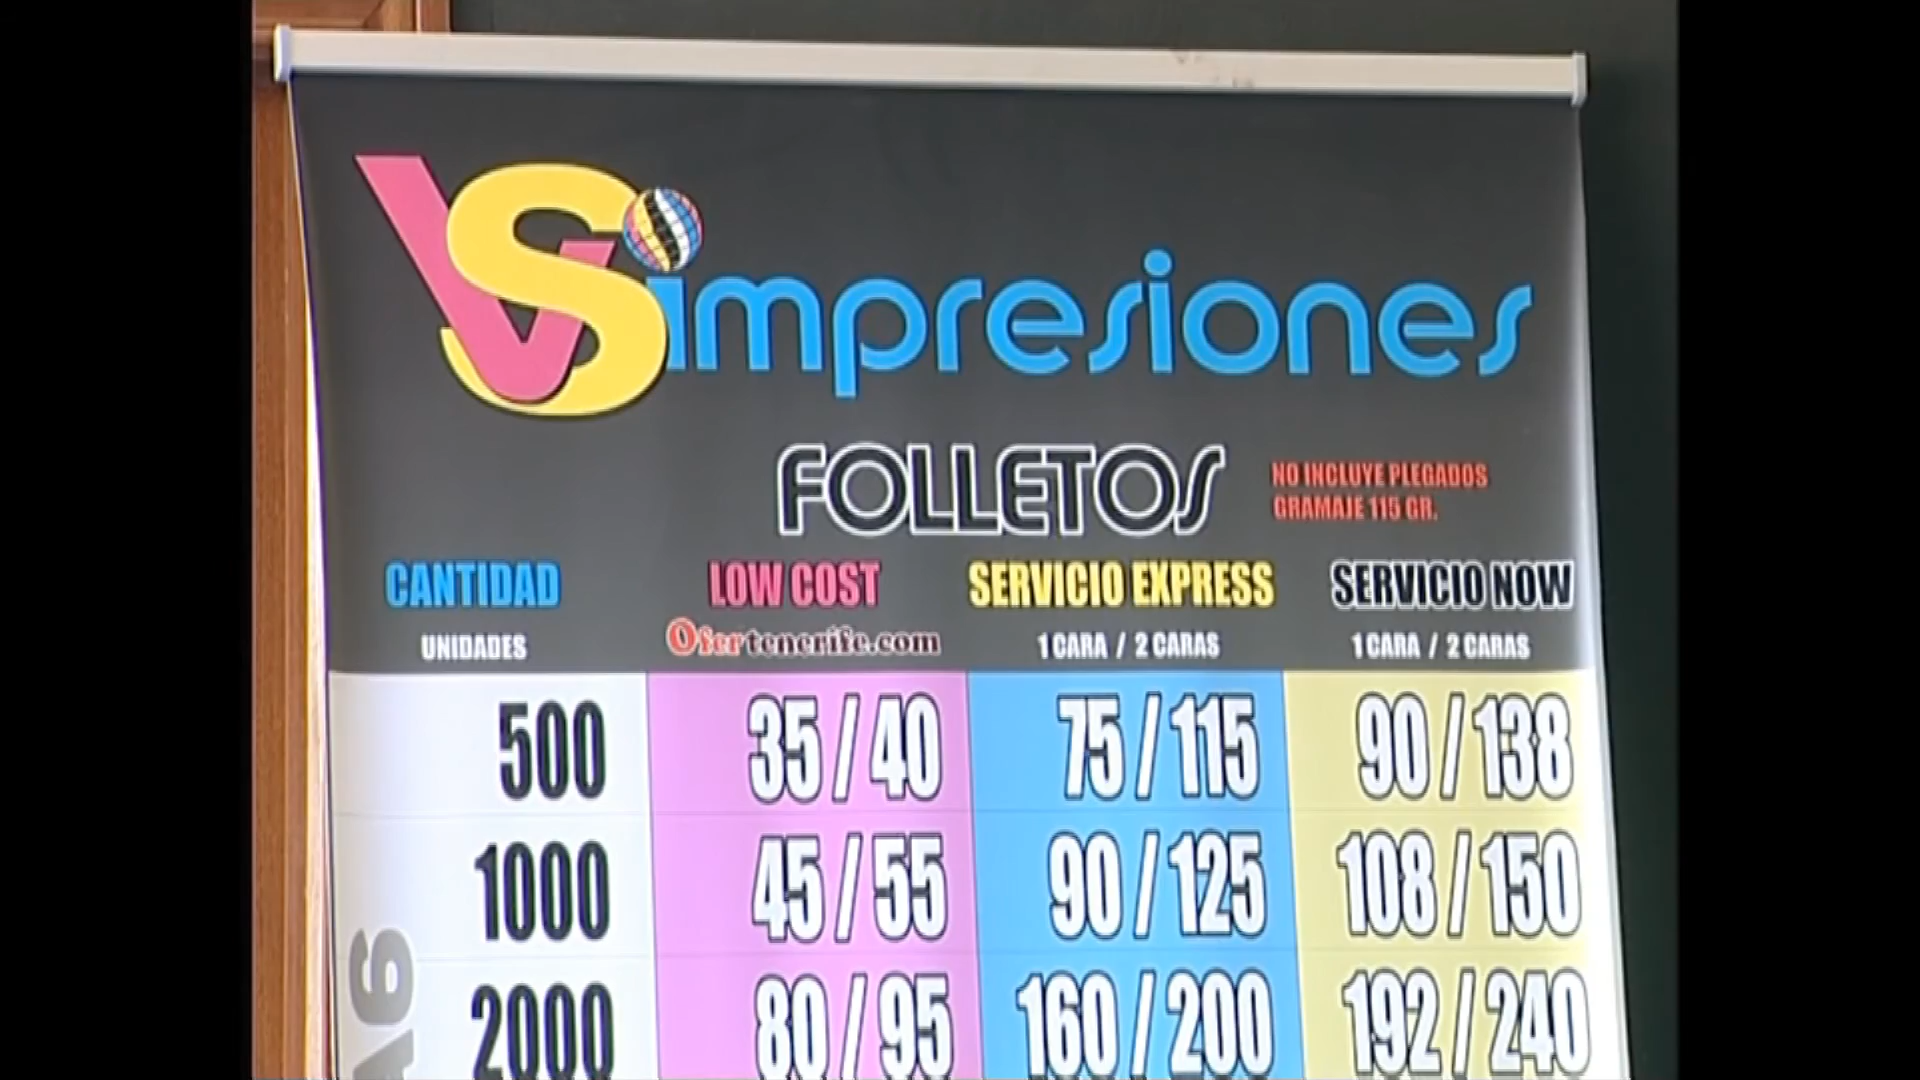 VSimpresiones
FOLLETOS
NO INCLUYE PLEGADOS
GRAMAJE 115 GR.
CANTIDAD LOW COST SERVICIO EXPRESS SERVICIO NOW
UNIDADES Ofertenerife.com 1 CARA / 2 CARAS 1 CARA / 2 CARAS
500 35 / 40 75 / 115 90 / 138
1000 45 / 55 90 / 125 108 / 150
2000 80 / 95 160 / 200 192 / 240
A6